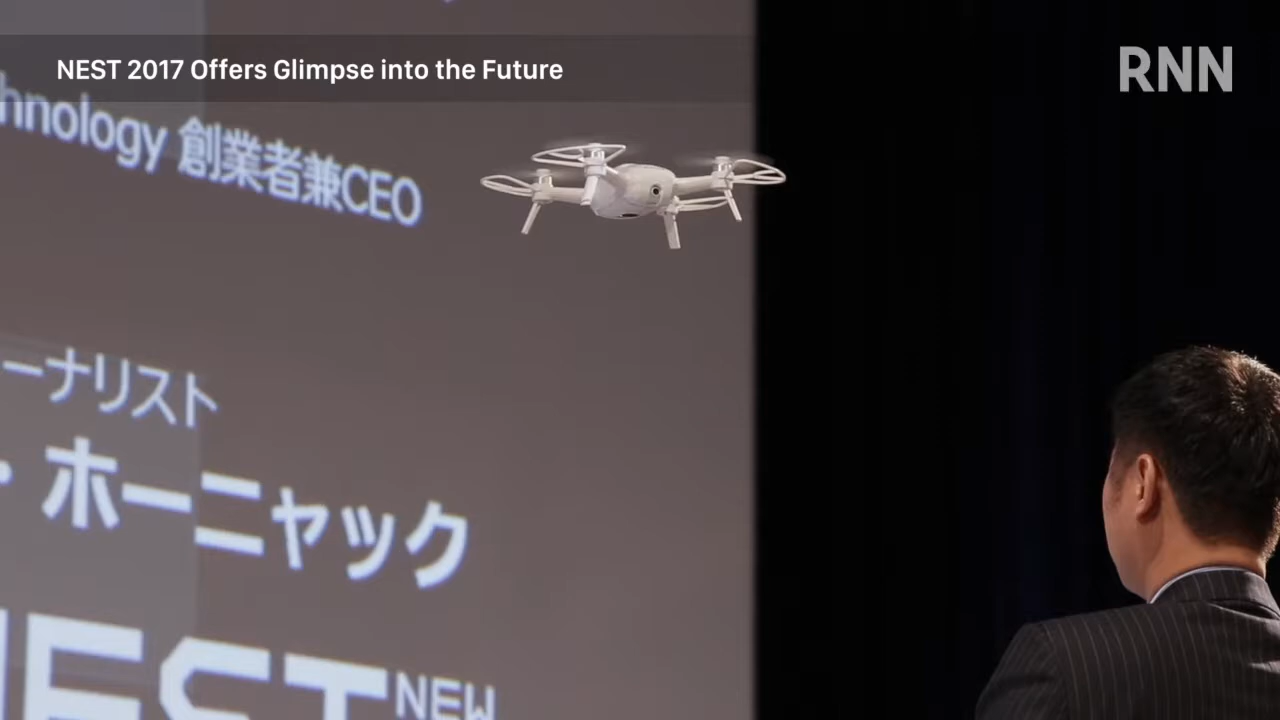 NEST 2017 Offers Glimpse into the Future
RNN
hnology 創業者兼CEO
ーナリスト
・ホーニャック
EST NEW